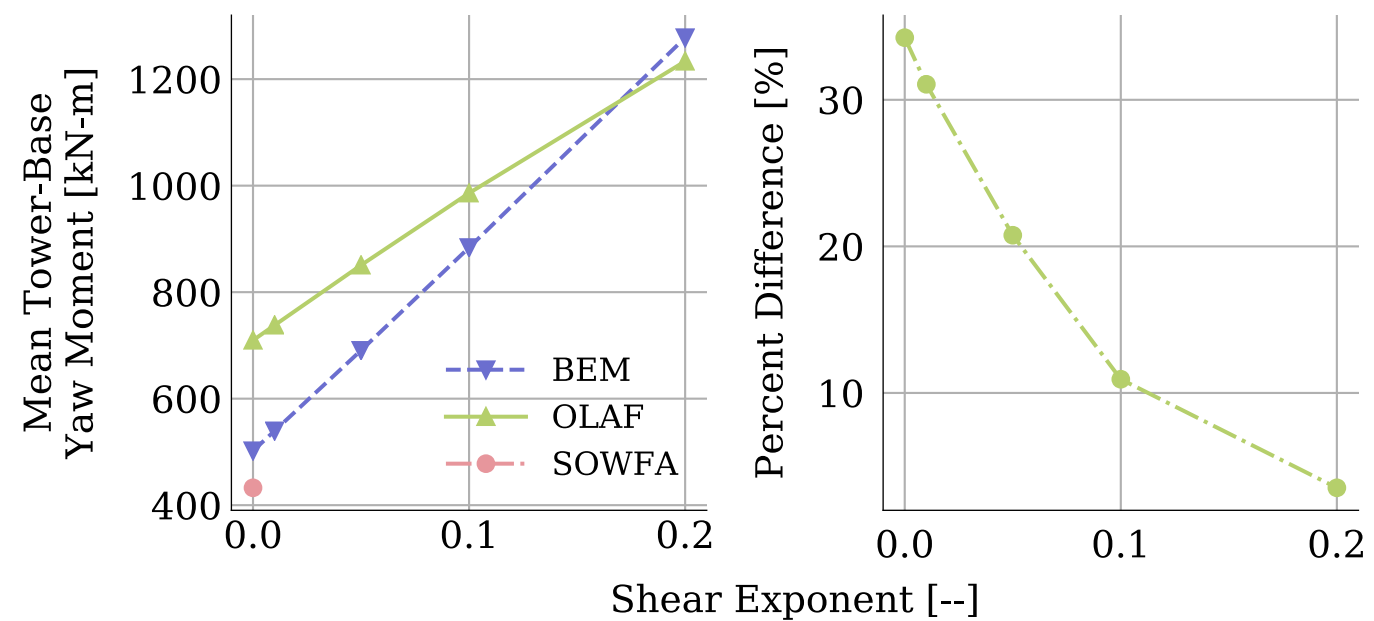 Mean Tower-Base
Yaw Moment [kN-m]
1200
1000
800
600
400
0.0
0.1
0.2
BEM
OLAF
SOWFA
Percent Difference [%]
30
20
10
0.0
0.1
0.2
Shear Exponent [--]